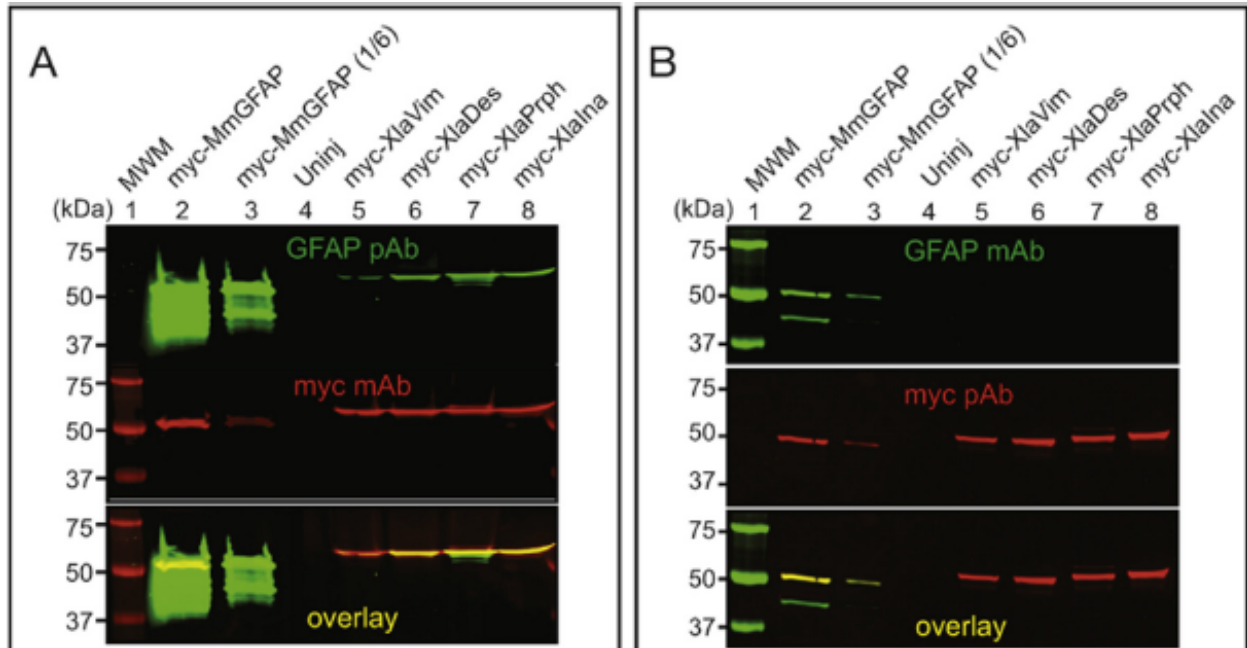 A
MWM
myc-MmGFAP
myc-MmGFAP (1/6)
Uninj
myc-XlaVim
myc-XlaDes
myc-XlaPrph
myc-XlaIna
(kDa) 1 2 3 4 5 6 7 8
75
50
37
GFAP pAb
75
50
37
myc mAb
75
50
37
overlay
B
MWM
myc-MmGFAP
myc-MmGFAP (1/6)
Uninj
myc-XlaVim
myc-XlaDes
myc-XlaPrph
myc-XlaIna
(kDa) 1 2 3 4 5 6 7 8
75
50
37
GFAP mAb
75
50
37
myc pAb
75
50
37
overlay